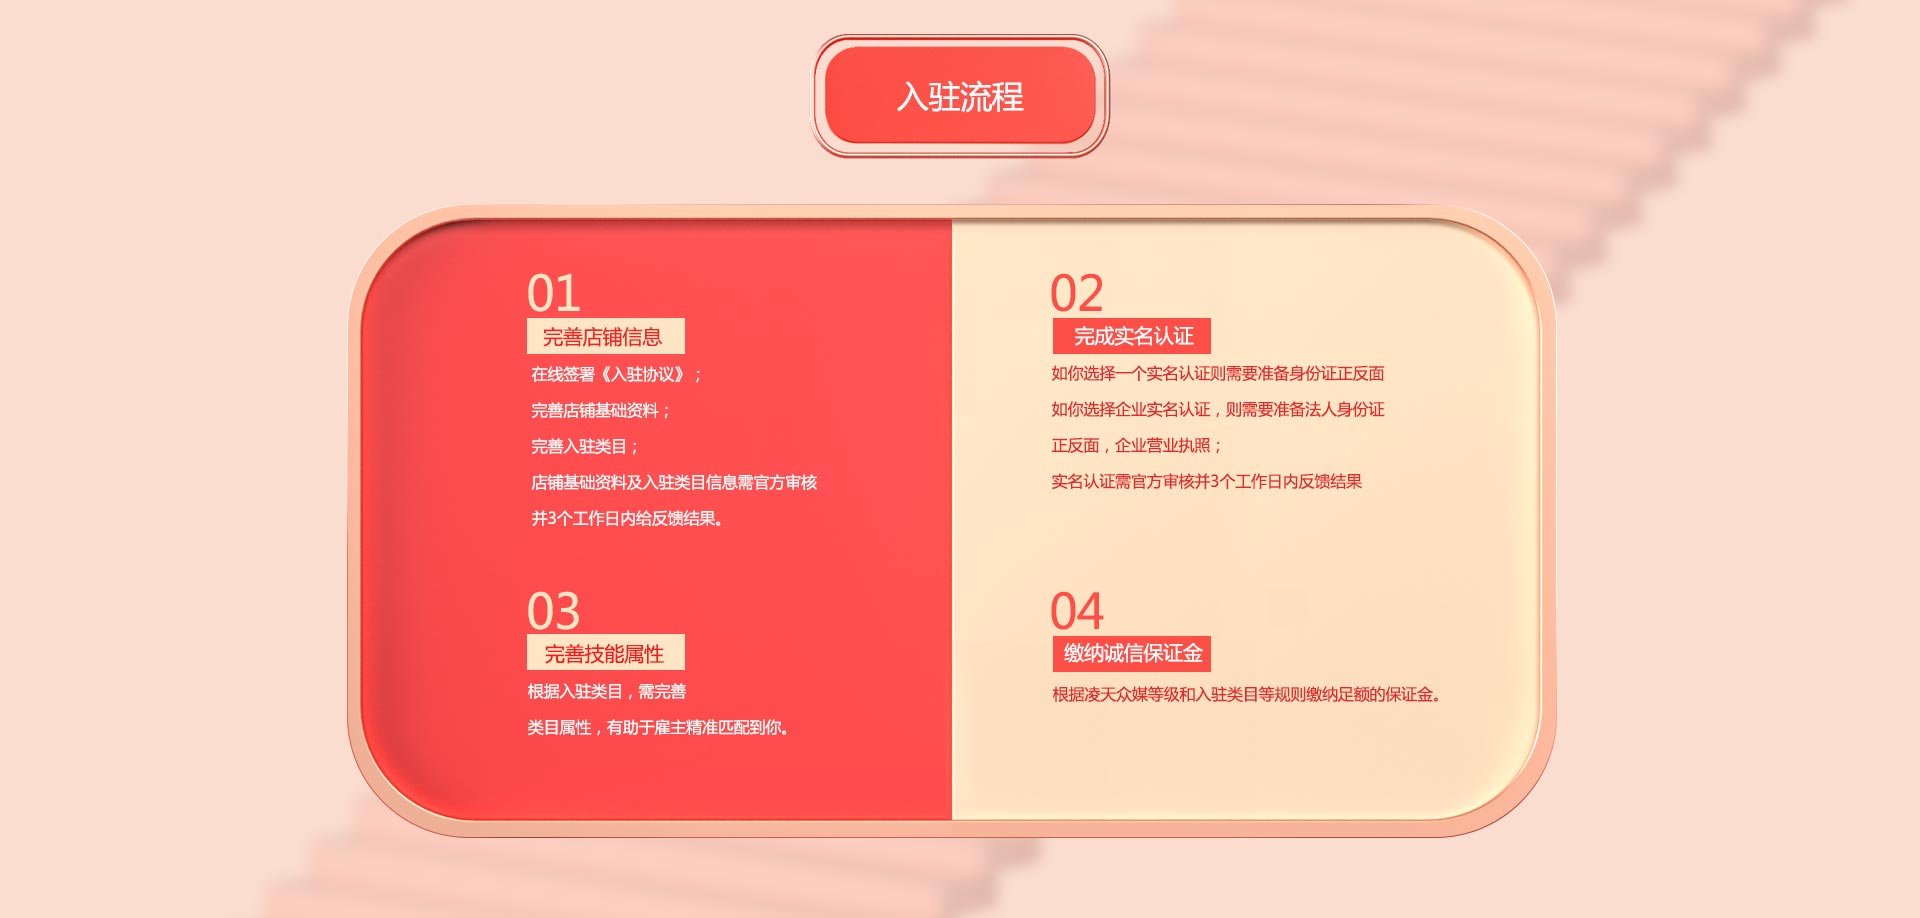 入驻流程
01
完善店铺信息
在线签署《入驻协议》；
完善店铺基础资料；
完善入驻类目；
店铺基础资料及入驻类目信息需官方审核
并3个工作日内给反馈结果。
02
完成实名认证
如你选择一个实名认证则需要准备身份证正反面
如你选择企业实名认证，则需要准备法人身份证
正反面，企业营业执照；
实名认证需官方审核并3个工作日内反馈结果
03
完善技能属性
根据入驻类目，需完善
类目属性，有助于雇主精准匹配到你。
04
缴纳诚信保证金
根据凌天众媒等级和入驻类目等规则缴纳足额的保证金。